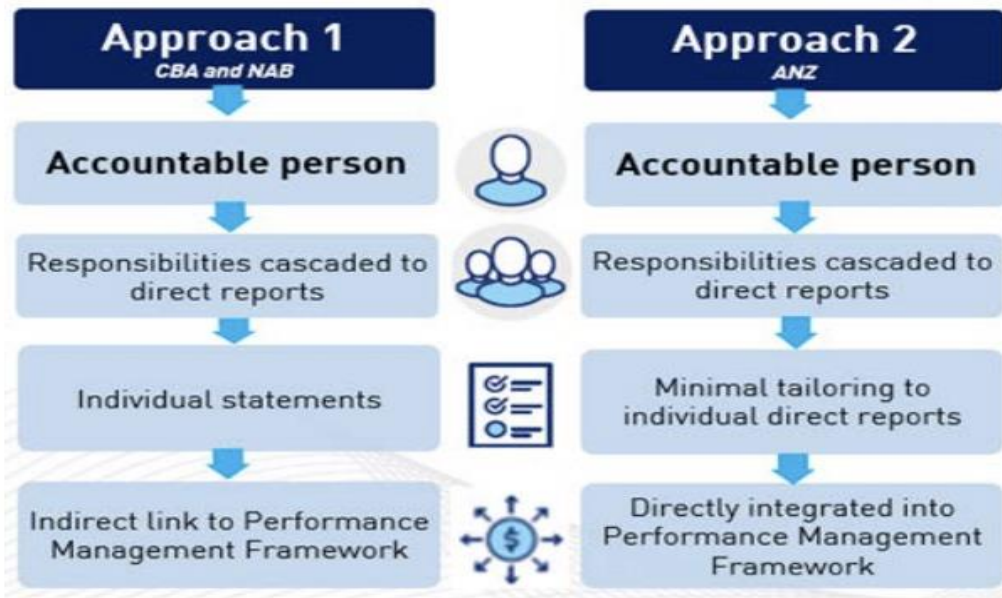 Approach 1
CBA and NAB
Accountable person
Responsibilities cascaded to
direct reports
Individual statements
Indirect link to Performance
Management Framework
Approach 2
ANZ
Accountable person
Responsibilities cascaded to
direct reports
Minimal tailoring to
individual direct reports
Directly integrated into
Performance Management
Framework
$